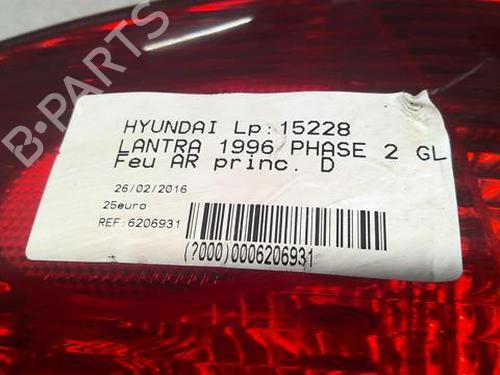 B-PARTS
HYUNDAI Lp:15228
LANTRA 1996 PHASE 2 GL
Feu AR princ. D
26/02/2016
25euro
REF:6206931
(?000)0006206931